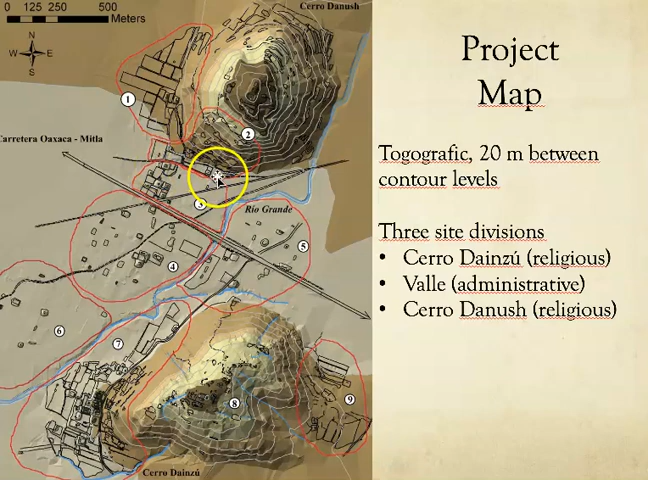 0 125 250 500
Meters
Cerro Danush
N
W E
S
1
2
Carretera Oaxaca - Mitla
3
Rio Grande
5
4
6
7
8
9
Cerro Dainzú
Project
Map
Togografic, 20 m between
contour levels
Three site divisions
• Cerro Dainzú (religious)
• Valle (administrative)
• Cerro Danush (religious)